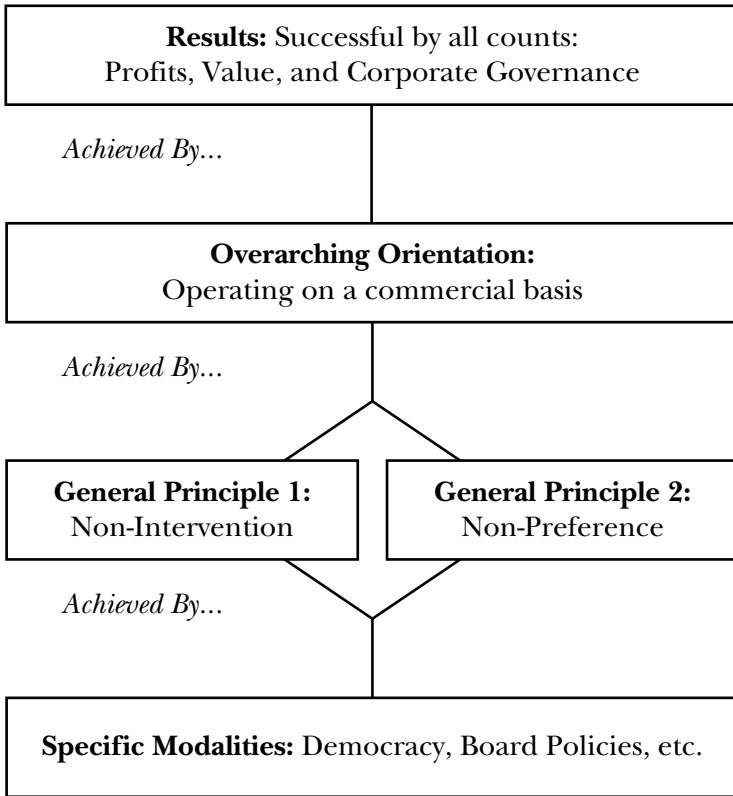 Results: Successful by all counts:
Profits, Value, and Corporate Governance
Achieved By...
Overarching Orientation:
Operating on a commercial basis
Achieved By...
General Principle 1:
Non-Intervention
General Principle 2:
Non-Preference
Achieved By...
Specific Modalities: Democracy, Board Policies, etc.